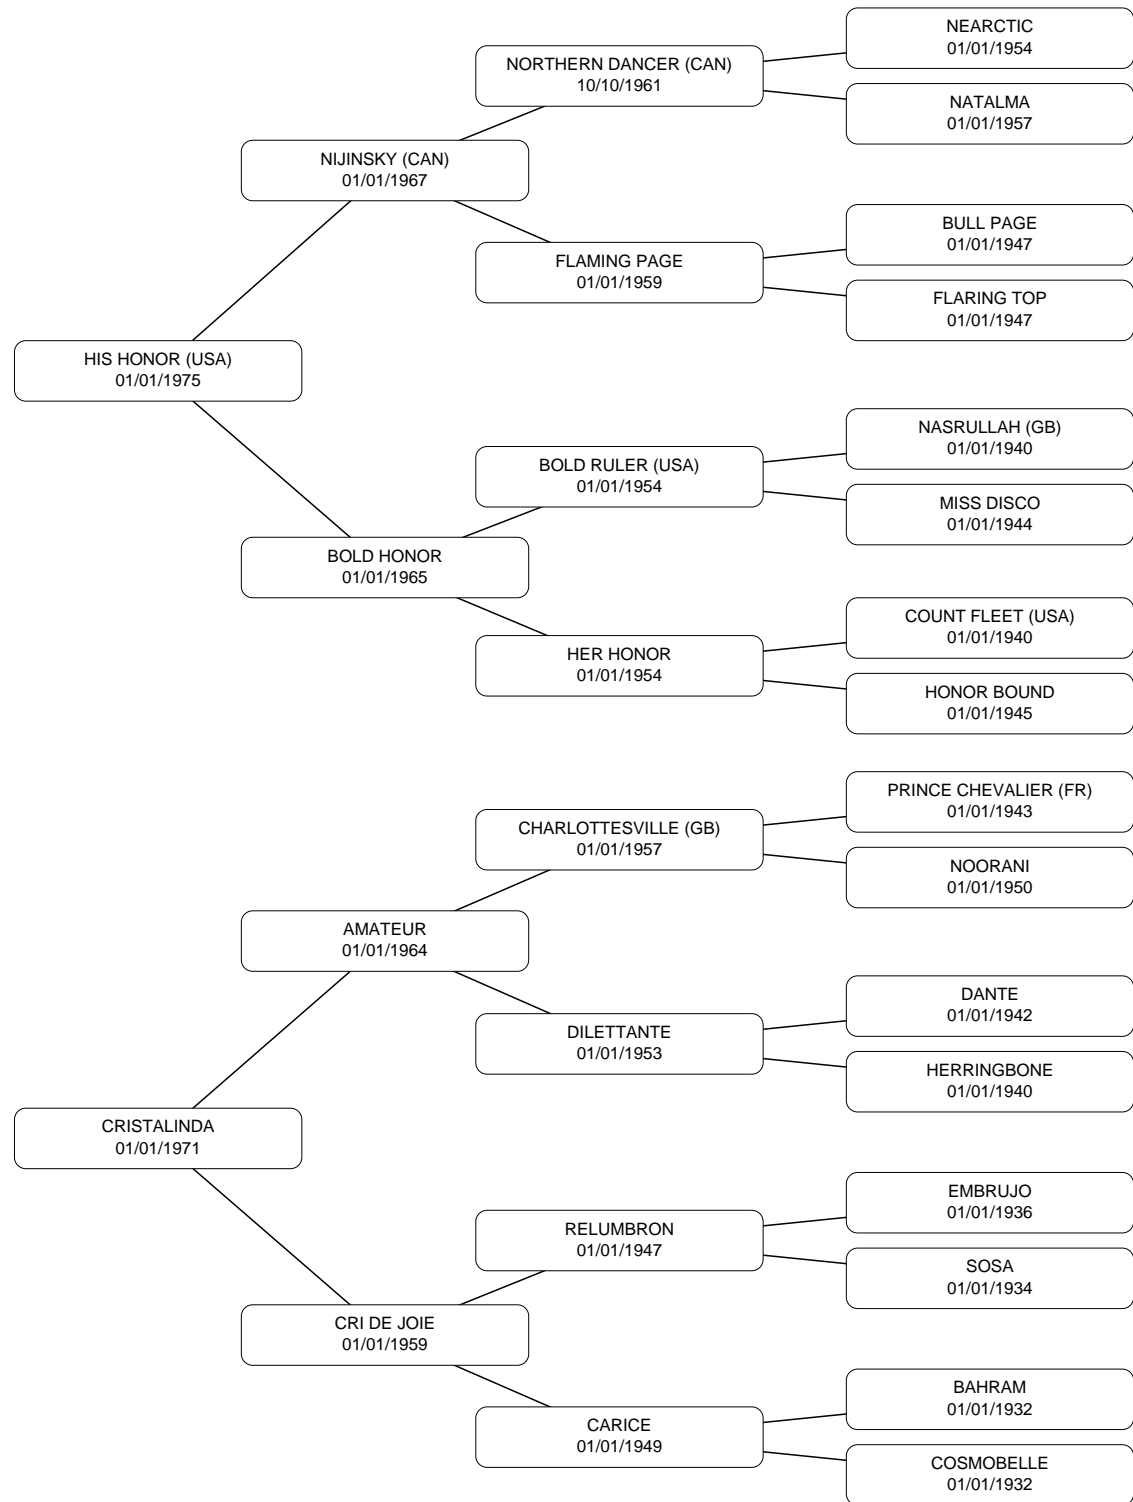 NEARCTIC
01/01/1954
NORTHERN DANCER (CAN)
10/10/1961
NATALMA
01/01/1957
NIJINSKY (CAN)
01/01/1967
BULL PAGE
01/01/1947
FLAMING PAGE
01/01/1959
FLARING TOP
01/01/1947
HIS HONOR (USA)
01/01/1975
NASRULLAH (GB)
01/01/1940
BOLD RULER (USA)
01/01/1954
MISS DISCO
01/01/1944
BOLD HONOR
01/01/1965
COUNT FLEET (USA)
01/01/1940
HER HONOR
01/01/1954
HONOR BOUND
01/01/1945
PRINCE CHEVALIER (FR)
01/01/1943
CHARLOTTESVILLE (GB)
01/01/1957
NOORANI
01/01/1950
AMATEUR
01/01/1964
DANTE
01/01/1942
DILETTANTE
01/01/1953
HERRINGBONE
01/01/1940
CRISTALINDA
01/01/1971
EMBRUJO
01/01/1936
RELUMBRON
01/01/1947
SOSA
01/01/1934
CRI DE JOIE
01/01/1959
BAHRAM
01/01/1932
CARICE
01/01/1949
COSMOBELLE
01/01/1932